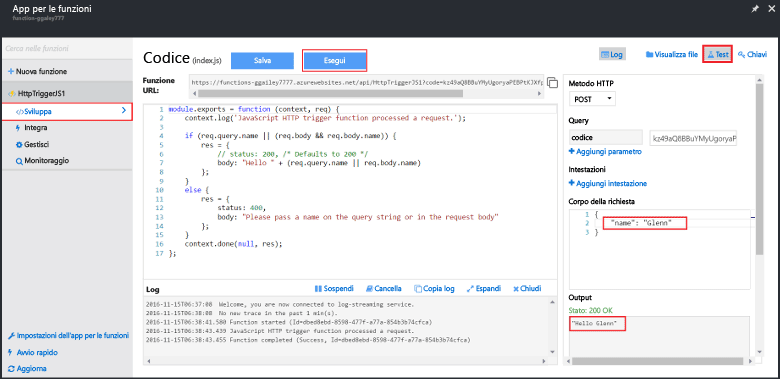 App per le funzioni
function-ggailey777
Cerca nelle funzioni
Nuova funzione
HttpTriggerJS1
Sviluppa
Integra
Gestisci
Monitoraggio
Impostazioni dell'app per le funzioni
Avvio rapido
Aggiorna
Codice (index.js)
Salva
Esegui
Log
Visualizza file
Test
Chiavi
Funzione URL:
https://functions-ggailey7777.azurewebsites.net/api/HttpTriggerJS1?code=kz49aQ8BBuYMyUgoryaPEBPtKJXfg
1 module.exports = function (context, req) {
2 context.log('JavaScript HTTP trigger function processed a request.');
3
4 if (req.query.name || (req.body && req.body.name)) {
5 res = {
6 // status: 200, /* Defaults to 200 */
7 body: "Hello " + (req.query.name || req.body.name)
8 };
9 }
10 else {
11 res = {
12 status: 400,
13 body: "Please pass a name on the query string or in the request body"
14 };
15 }
16 context.done(null, res);
17 };
Log
Sospendi
Cancella
Copia log
Espandi
Chiudi
2016-11-15T06:37:08 Welcome, you are now connected to log-streaming service.
2016-11-15T06:38:08 No new trace in the past 1 min(s).
2016-11-15T06:38:41.580 Function started (Id=dbed8ebd-8598-477f-a77a-854b3b74cfca)
2016-11-15T06:38:43.439 JavaScript HTTP trigger function processed a request.
2016-11-15T06:38:43.455 Function completed (Success, Id=dbed8ebd-8598-477f-a77a-854b3b74cfca)
Metodo HTTP
POST
Query
codice
kz49aQ8BBuYMyUgoryaP
Aggiungi parametro
Intestazioni
Aggiungi intestazione
Corpo della richiesta
1 {
2 "name": "Glenn"
3 }
Output
Stato: 200 OK
"Hello Glenn"